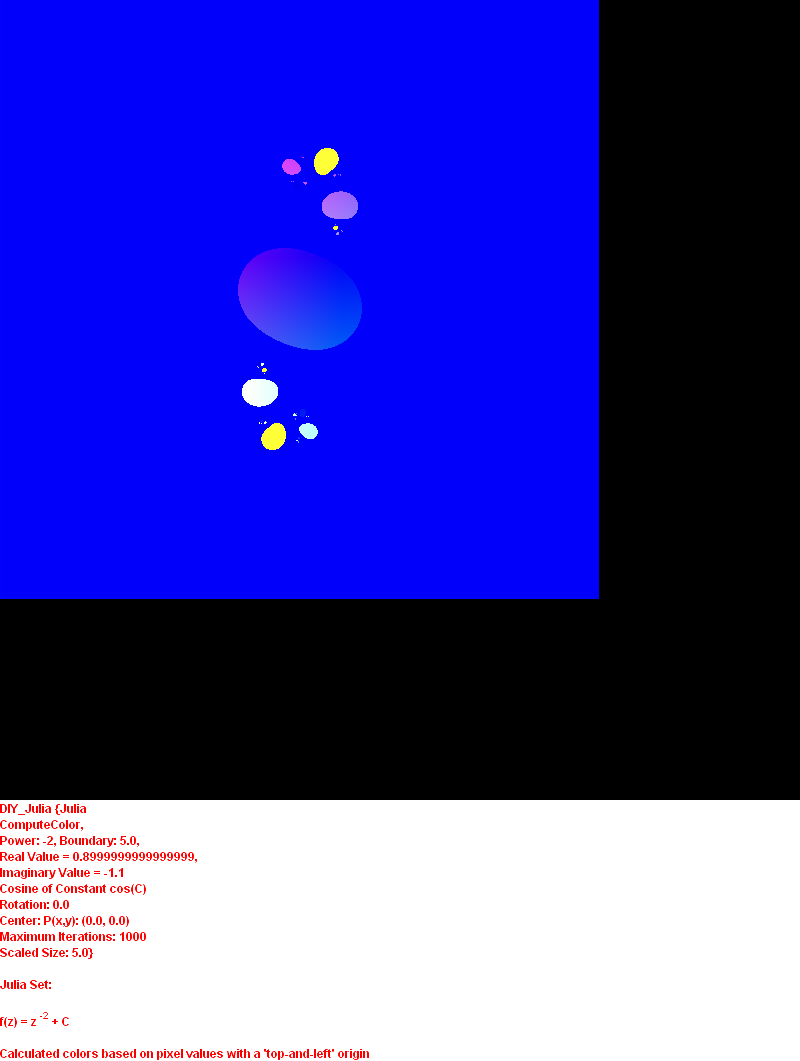 DIY_Julia {Julia
ComputeColor,
Power: -2, Boundary: 5.0,
Real Value = 0.8999999999999999,
Imaginary Value = -1.1
Cosine of Constant cos(C)
Rotation: 0.0
Center: P(x,y): (0.0, 0.0)
Maximum Iterations: 1000
Scaled Size: 5.0}
Julia Set:
f(z) = z -2 + C
Calculated colors based on pixel values with a 'top-and-left' origin